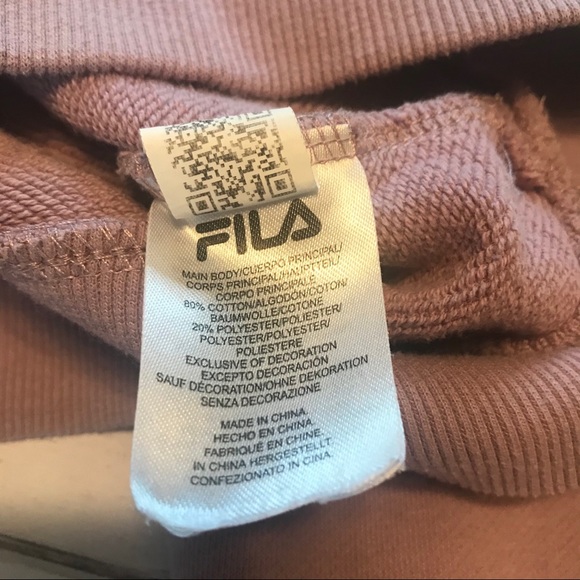 FILA
MAIN BODY/CUERPO PRINCIPAL/
CORPS PRINCIPAL/HAUPTTEIL/
CORPO PRINCIPALE
80% COTTON/ALGODÓN/COTON/
BAUMWOLLE/COTONE
20% POLYESTER/POLIÉSTER/
POLYESTER/POLYESTER/
POLIESTERE
EXCLUSIVE OF DECORATION
EXCEPTO DECORACIÓN
SAUF DÉCORATION/OHNE DEKORATION
SENZA DECORAZIONE
MADE IN CHINA.
HECHO EN CHINA.
FABRIQUÉ EN CHINE.
IN CHINA HERGESTELLT.
CONFEZIONATO IN CINA.